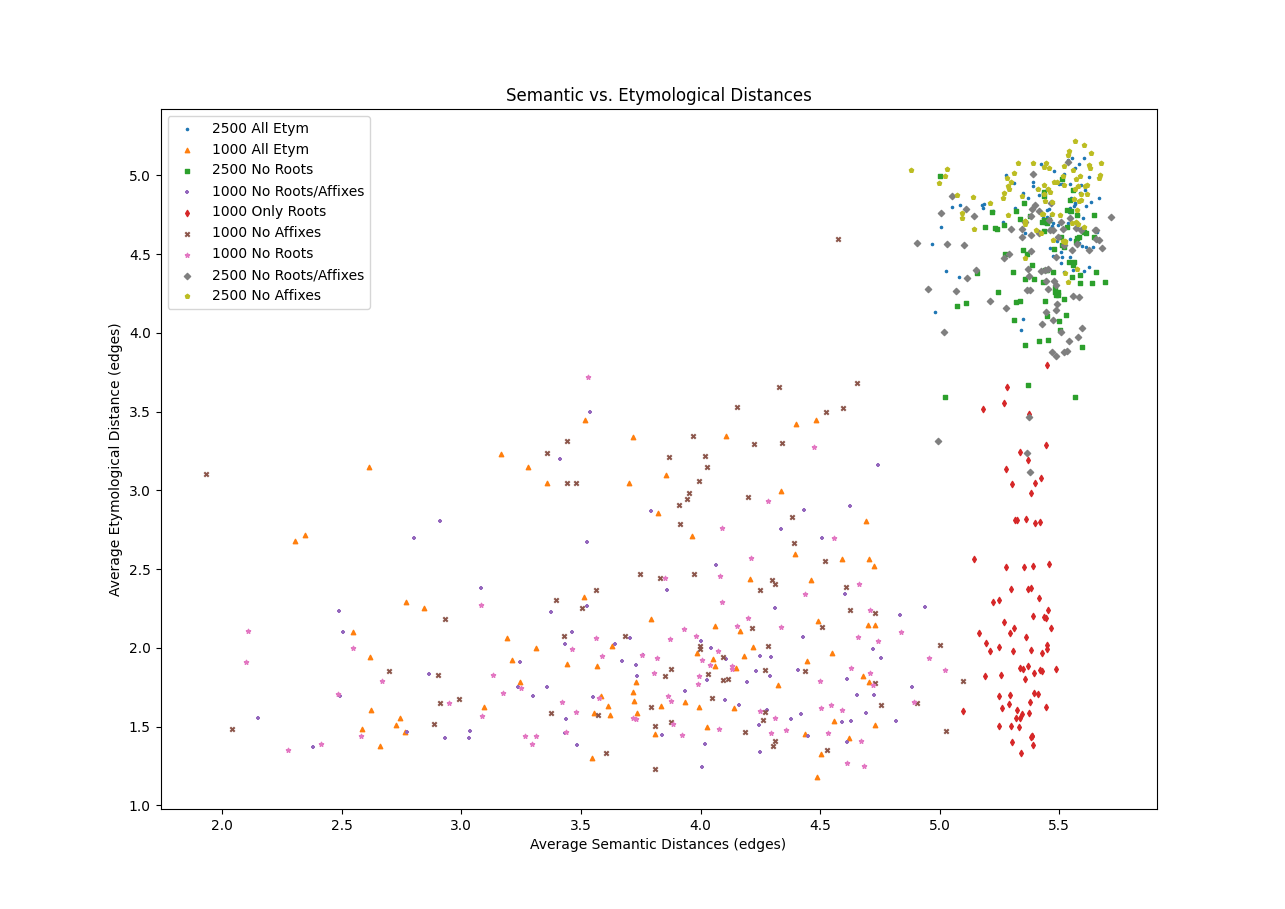 Semantic vs. Etymological Distances
2500 All Etym
1000 All Etym
2500 No Roots
1000 No Roots/Affixes
1000 Only Roots
1000 No Affixes
1000 No Roots
2500 No Roots/Affixes
2500 No Affixes
Average Etymological Distance (edges)
5.0
4.5
4.0
3.5
3.0
2.5
2.0
1.5
1.0
2.0 2.5 3.0 3.5 4.0 4.5 5.0 5.5
Average Semantic Distances (edges)